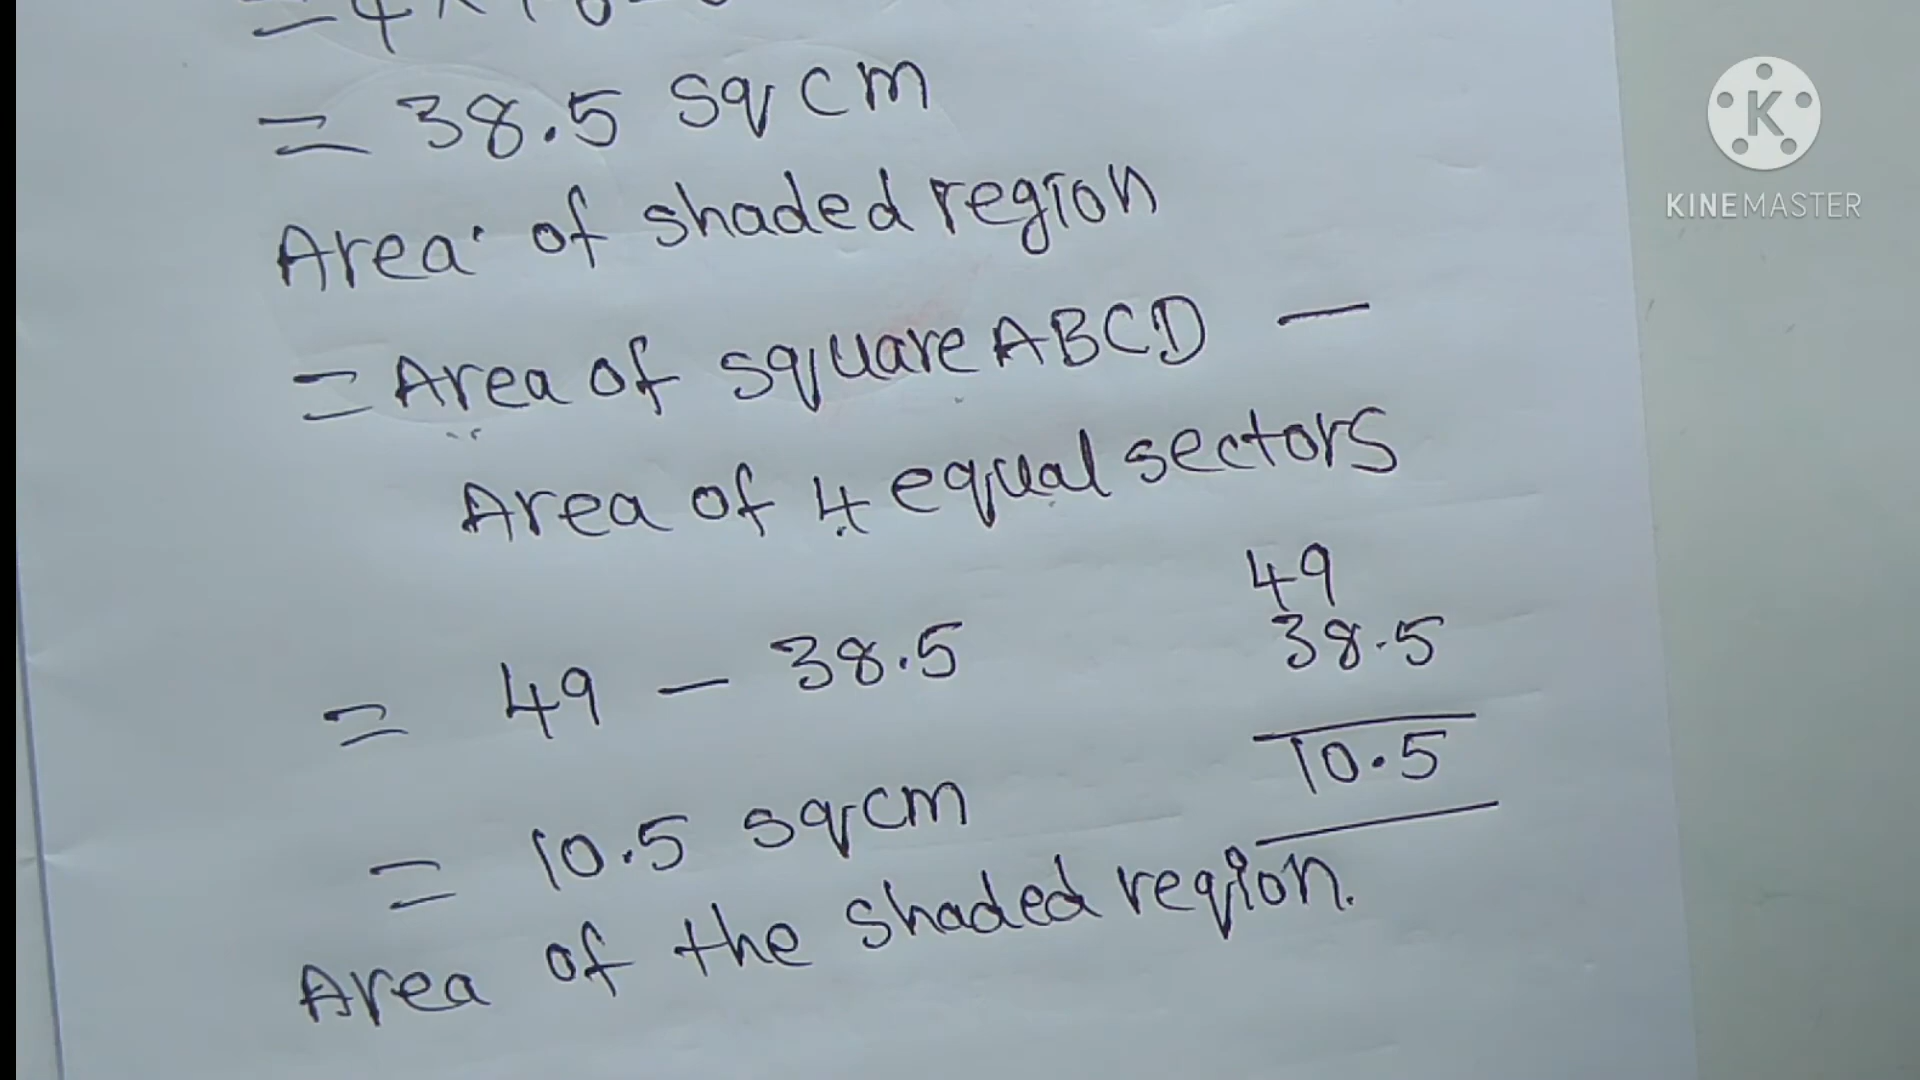 = 38.5 sq cm
Area of shaded region
= Area of square ABCD —
Area of 4 equal sectors
= 49 — 38.5
49
38.5
10.5
= 10.5 sq cm
Area of the shaded region.
K
KINEMASTER